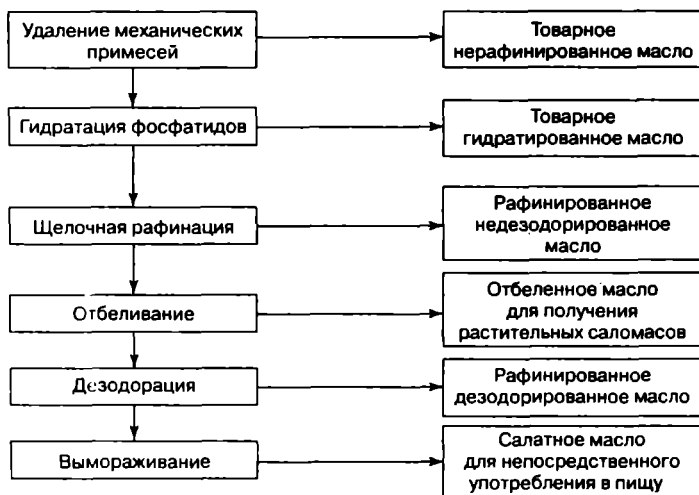 Удаление механических
примесей
Товарное
нерафинированное масло
Гидратация фосфатидов
Товарное
гидратированное масло
Щелочная рафинация
Рафинированное
недезодорированное
масло
Отбеливание
Отбеленное масло
для получения
растительных саломасов
Дезодорация
Рафинированное
дезодорированное масло
Вымораживание
Салатное масло
для непосредственного
употребления в пищу